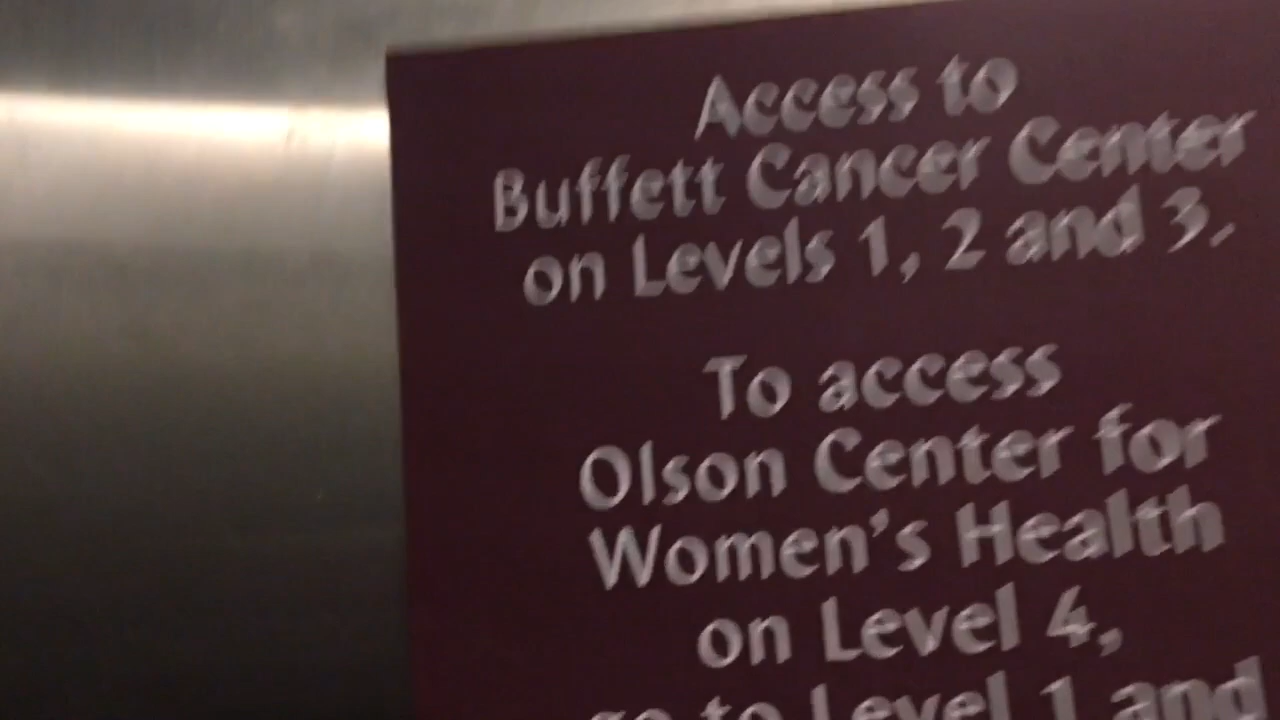 Access to
Buffett Cancer Center
on Levels 1, 2 and 3.
To access
Olson Center for
Women's Health
on Level 4,
go to Level 1 and